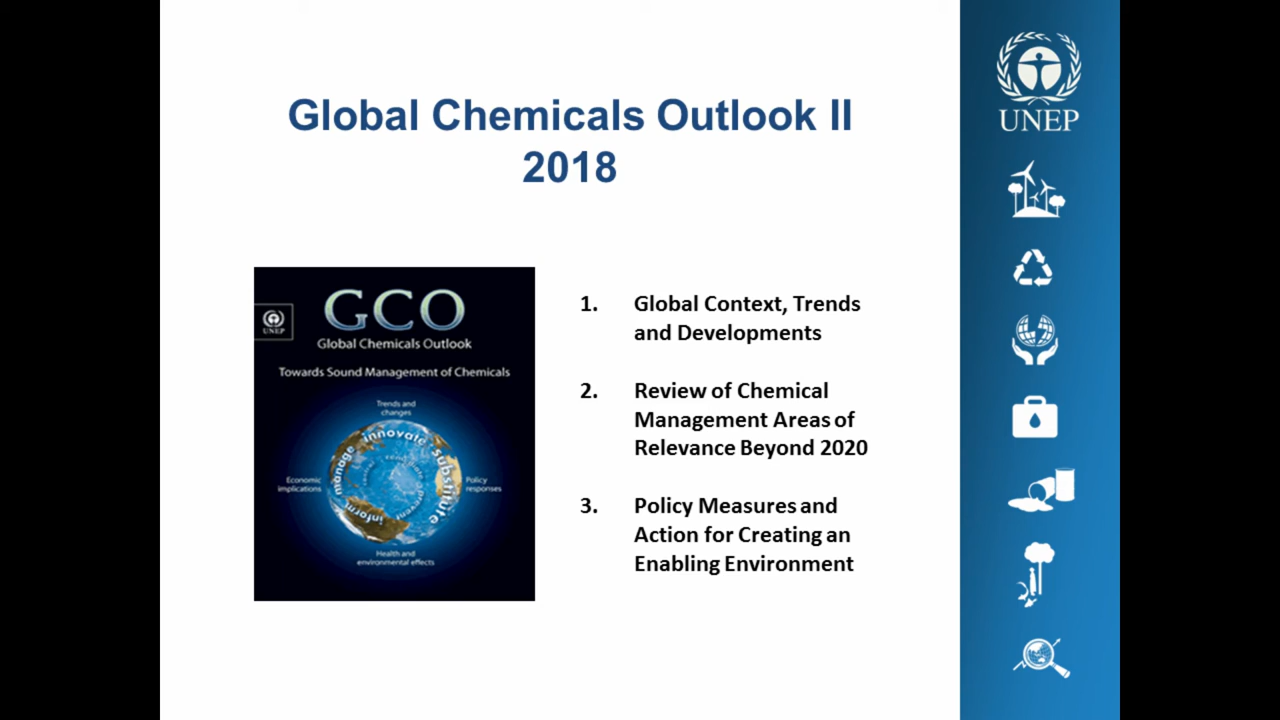 Global Chemicals Outlook II
2018
UNEP
GCO
UNEP
Global Chemicals Outlook
Towards Sound Management of Chemicals
Trends and
changes
Economic
implications
Policy
responses
Health and
environmental effects
innovate
substitute
inform
manage
1. Global Context, Trends
and Developments
2. Review of Chemical
Management Areas of
Relevance Beyond 2020
3. Policy Measures and
Action for Creating an
Enabling Environment